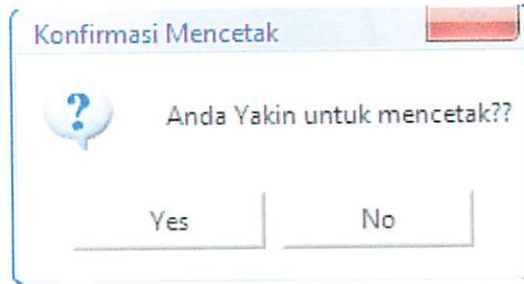 Konfirmasi Mencetak
Anda Yakin untuk mencetak??
Yes
No